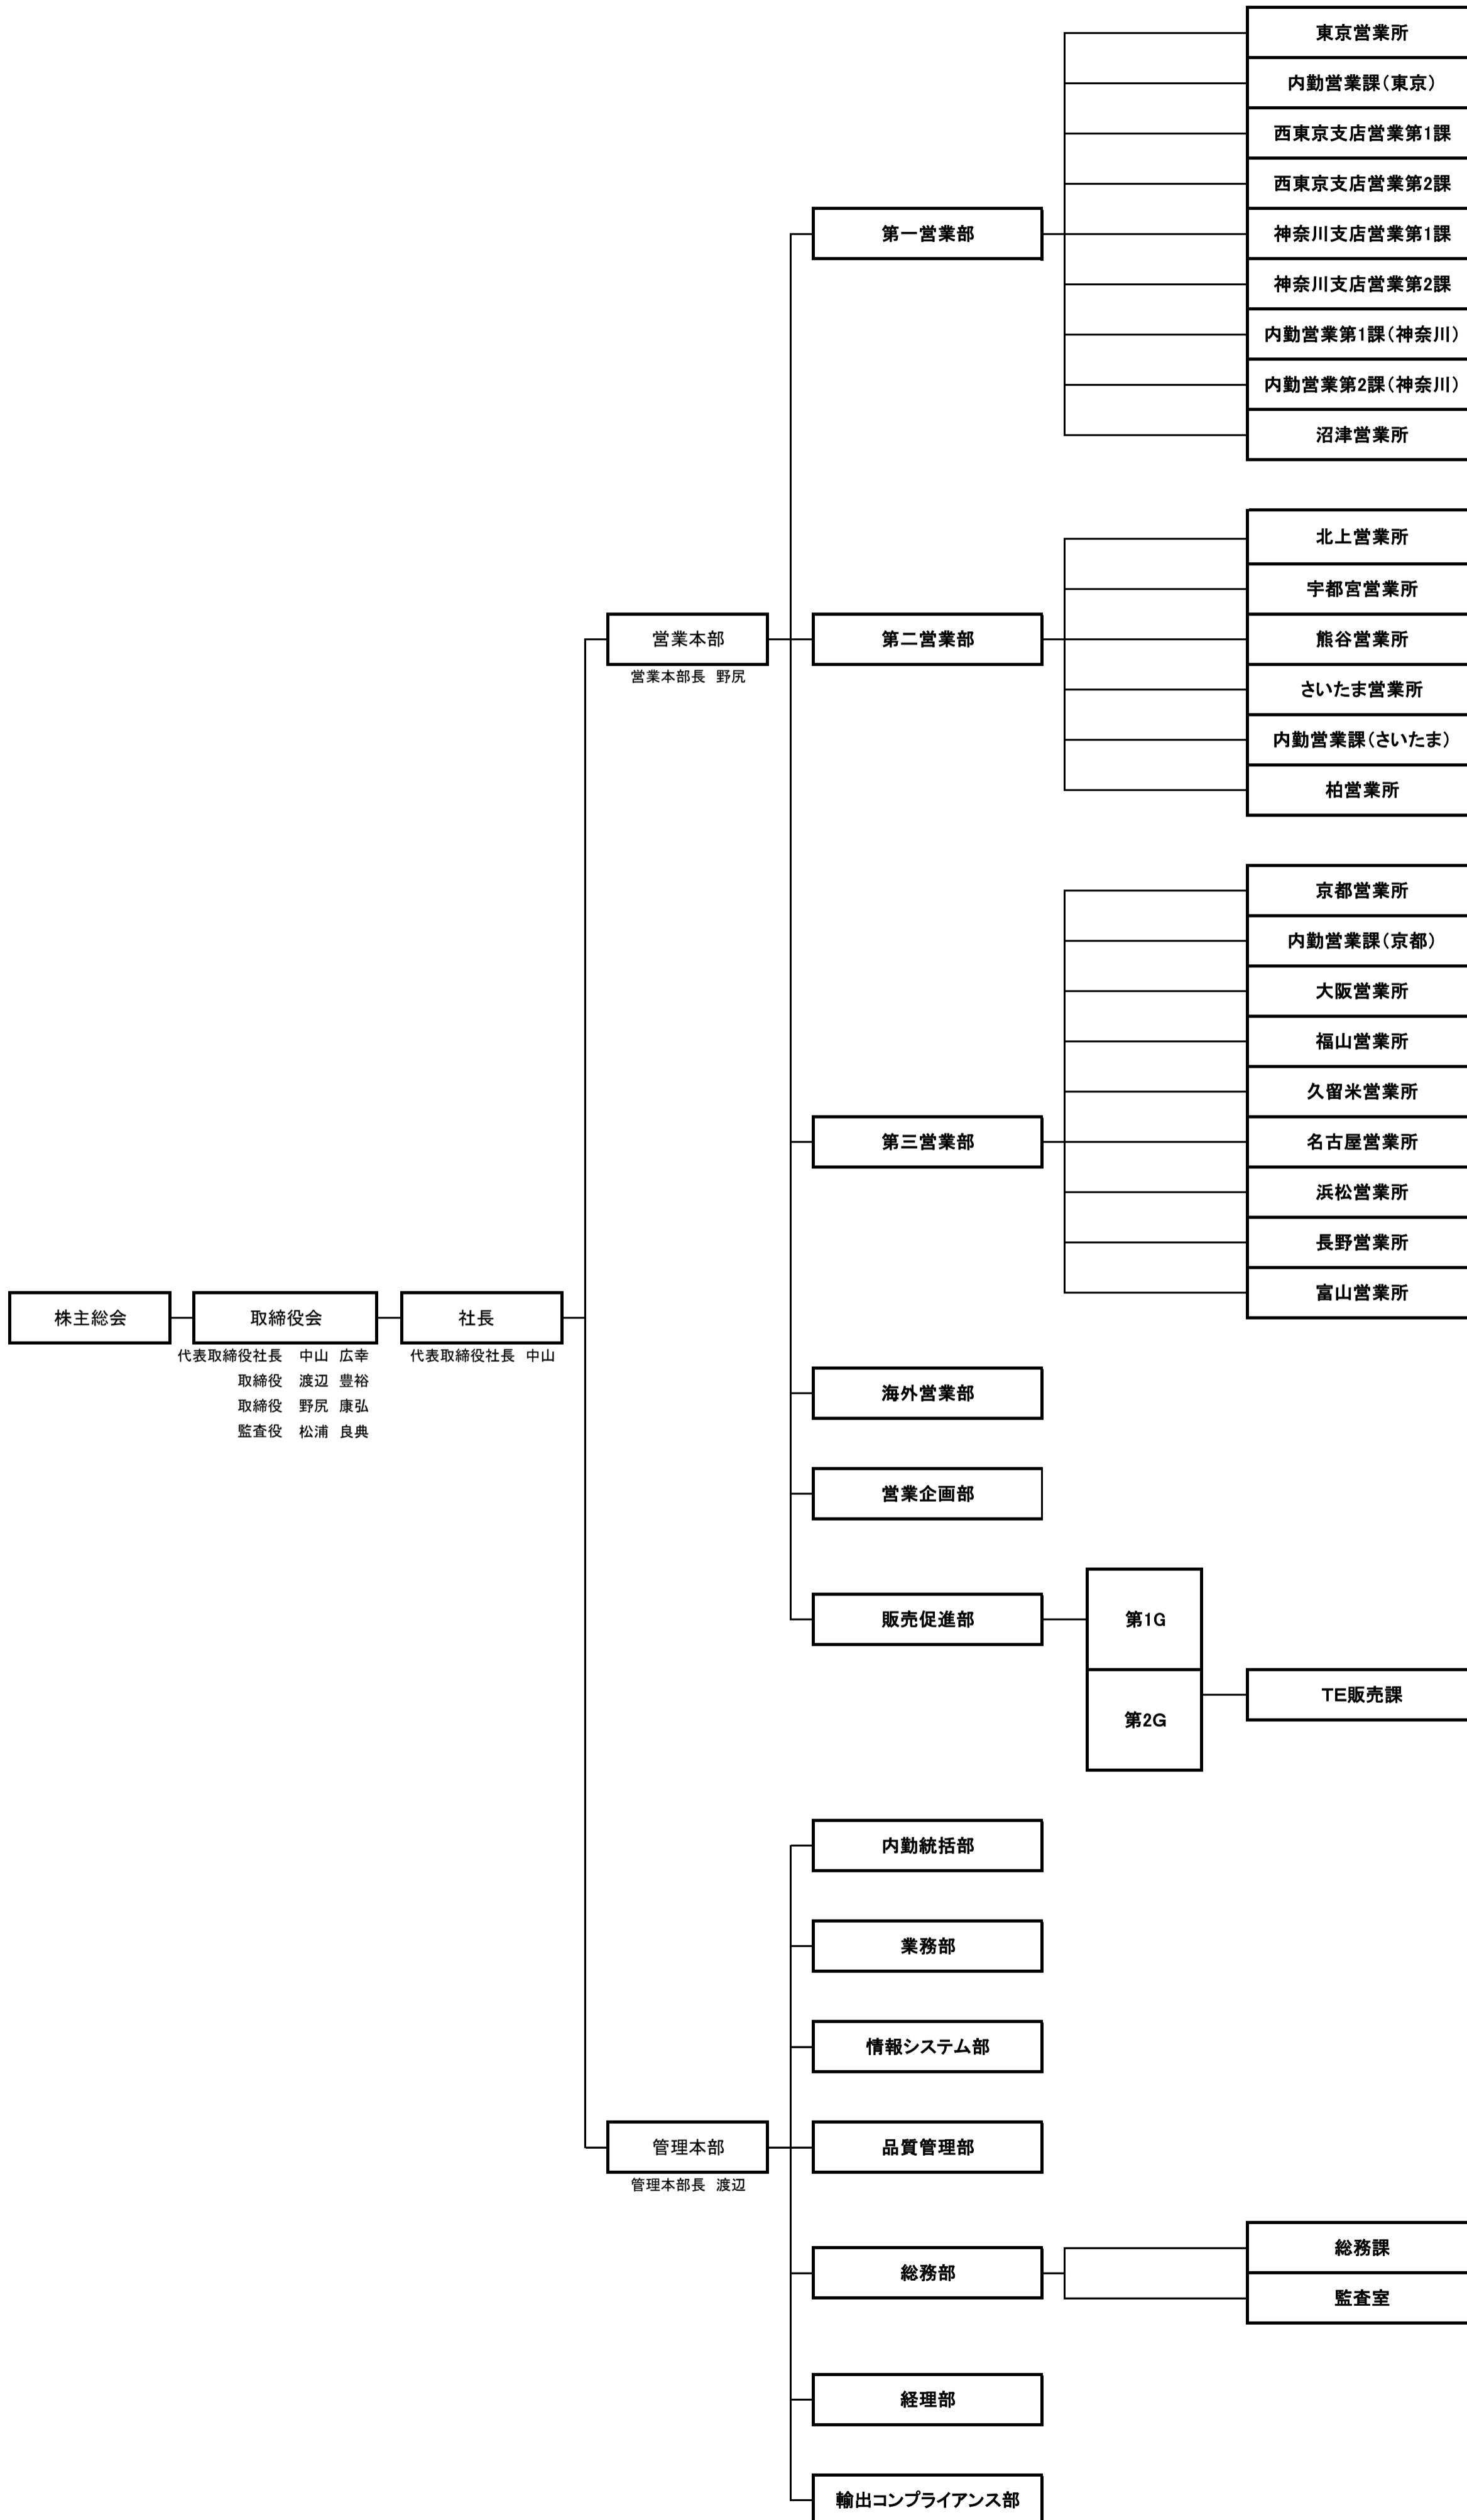 東京営業所
内勤営業課（東京）
西東京支店営業第1課
西東京支店営業第2課
第一営業部
神奈川支店営業第1課
神奈川支店営業第2課
内勤営業第1課（神奈川）
内勤営業第2課（神奈川）
沼津営業所
北上営業所
宇都宮営業所
営業本部
営業本部長 野尻
第二営業部
熊谷営業所
さいたま営業所
内勤営業課（さいたま）
柏営業所
京都営業所
内勤営業課（京都）
大阪営業所
福山営業所
久留米営業所
第三営業部
名古屋営業所
浜松営業所
長野営業所
富山営業所
株主総会
取締役会
代表取締役社長 中山 広幸
取締役 渡辺 豊裕
取締役 野尻 康弘
監査役 松浦 良典
社長
代表取締役社長 中山
海外営業部
営業企画部
販売促進部
第1G
第2G
TE販売課
内勤統括部
業務部
情報システム部
管理本部
管理本部長 渡辺
品質管理部
総務部
総務課
監査室
経理部
輸出コンプライアンス部